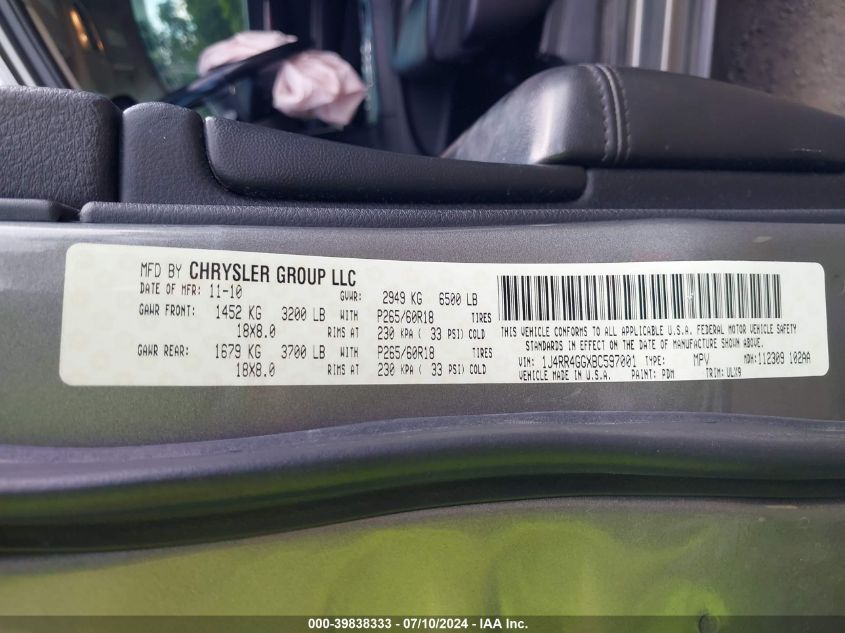 MFD BY CHRYSLER GROUP LLC
DATE OF MFR: 11-10 GVWR: 2949 KG 6500 LB
GAWR FRONT: 1452 KG 3200 LB WITH P265/60R18 TIRES
18X8.0 RIMS AT 230 KPA ( 33 PSI) COLD
GAWR REAR: 1679 KG 3700 LB WITH P265/60R18 TIRES
18X8.0 RIMS AT 230 KPA ( 33 PSI) COLD
THIS VEHICLE CONFORMS TO ALL APPLICABLE U.S.A. FEDERAL MOTOR VEHICLE SAFETY
STANDARDS IN EFFECT ON THE DATE OF MANUFACTURE SHOWN ABOVE.
VIN: 1J4RR4GGXBC597001 TYPE: MPV MDH:112309 102AA
VEHICLE MADE IN U.S.A. PAINT: PDM TRIM: ULX9
000-39838333 - 07/10/2024 - IAA Inc.